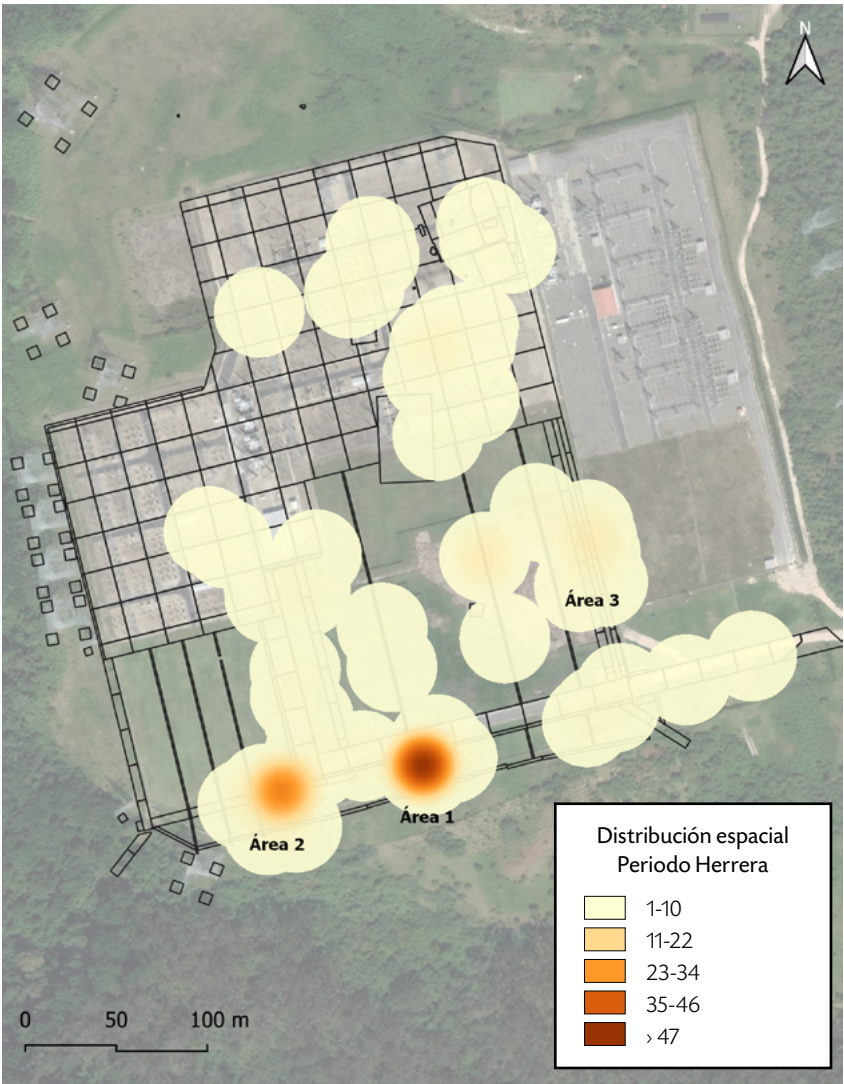 N
Área 3
Área 1
Área 2
Distribución espacial
Periodo Herrera
1-10
11-22
23-34
35-46
› 47
0 50 100 m